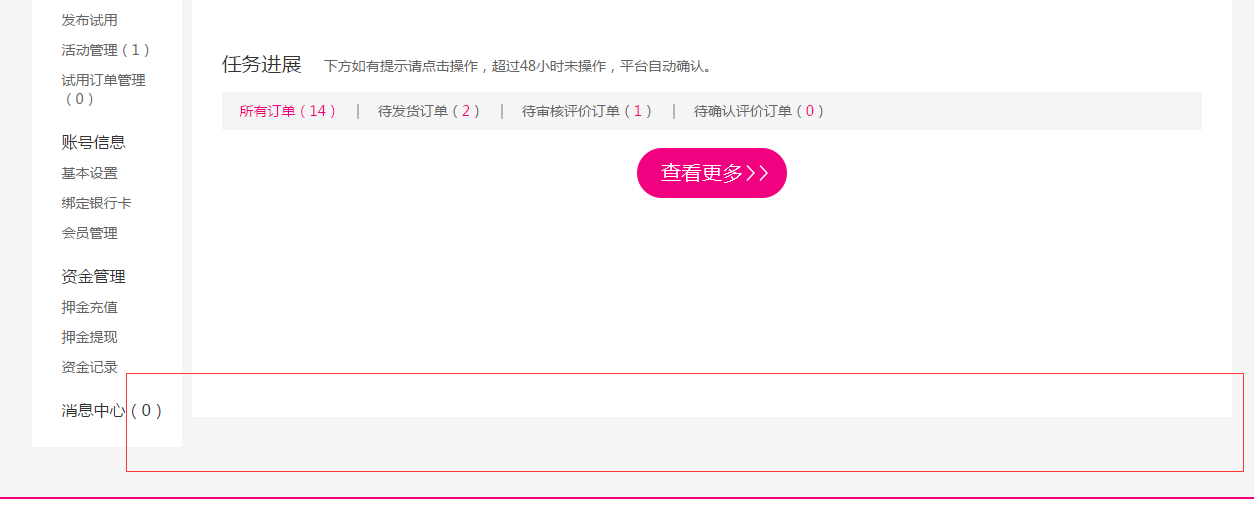 发布试用
活动管理（1）
试用订单管理
（0）
账号信息
基本设置
绑定银行卡
会员管理
资金管理
押金充值
押金提现
资金记录
消息中心（0）
任务进展 下方如有提示请点击操作，超过48小时未操作，平台自动确认。
所有订单（14） | 待发货订单（2） | 待审核评价订单（1） | 待确认评价订单（0）
查看更多>>